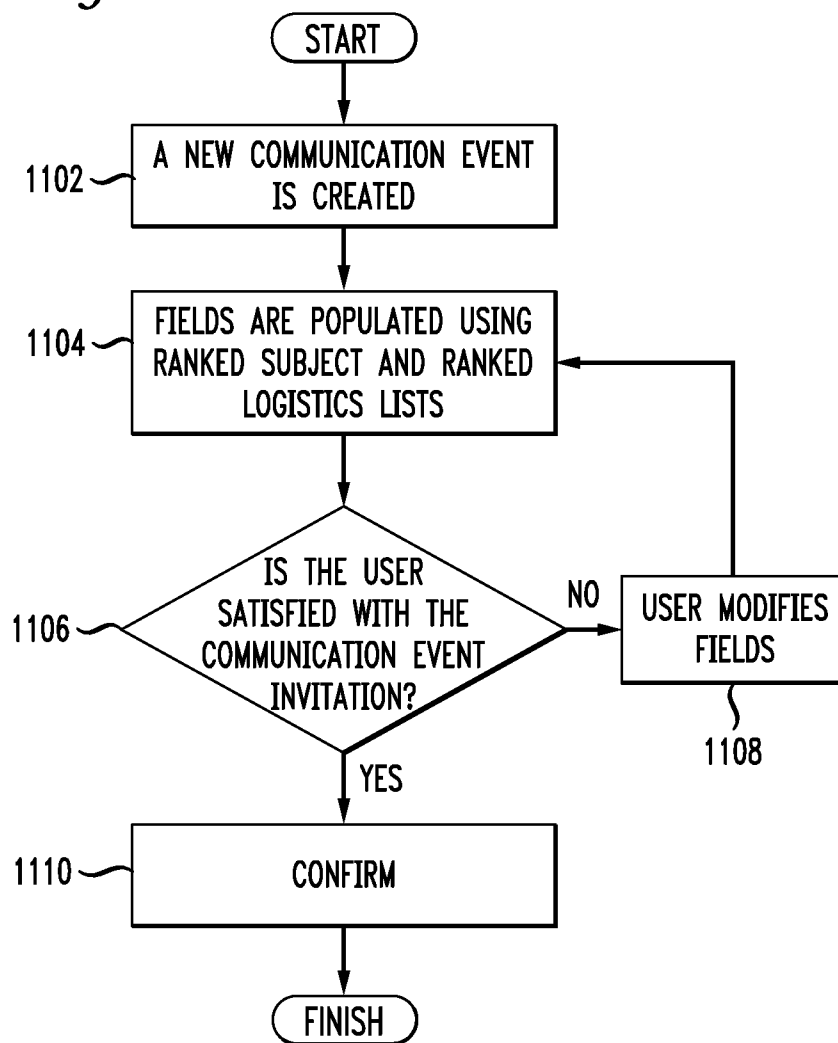 START
1102
A NEW COMMUNICATION EVENT
IS CREATED
1104
FIELDS ARE POPULATED USING
RANKED SUBJECT AND RANKED
LOGISTICS LISTS
1106
IS THE USER
SATISFIED WITH THE
COMMUNICATION EVENT
INVITATION?
NO
USER MODIFIES
FIELDS
1108
YES
1110
CONFIRM
FINISH